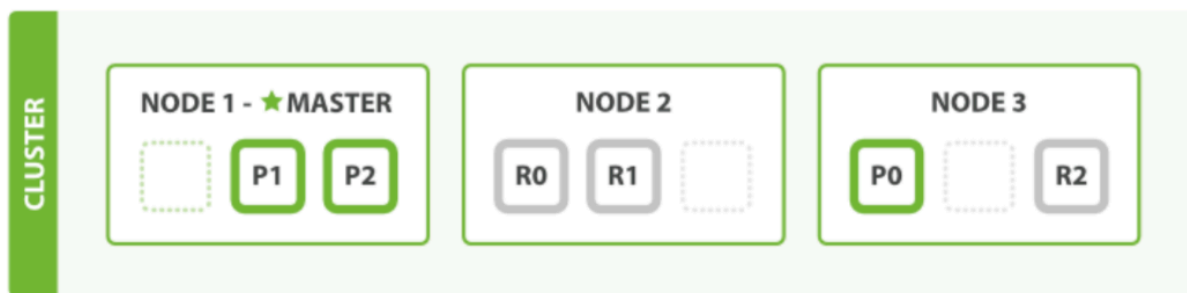 CLUSTER
NODE 1 - ★MASTER
P1 P2
NODE 2
R0 R1
NODE 3
P0 R2